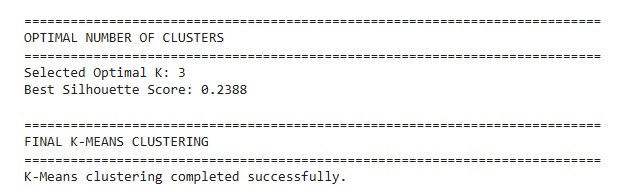 ================================================================================
OPTIMAL NUMBER OF CLUSTERS
================================================================================
Selected Optimal K: 3
Best Silhouette Score: 0.2388

================================================================================
FINAL K-MEANS CLUSTERING
================================================================================
K-Means clustering completed successfully.